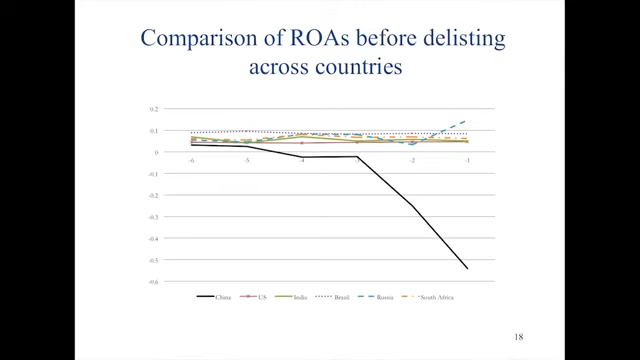 Comparison of ROAs before delisting
across countries
0.2
0.1
0
-0.1
-0.2
-0.3
-0.4
-0.5
-0.6
-6 -5 -4 -3 -2 -1
China US India Brazil Russia South Africa
18